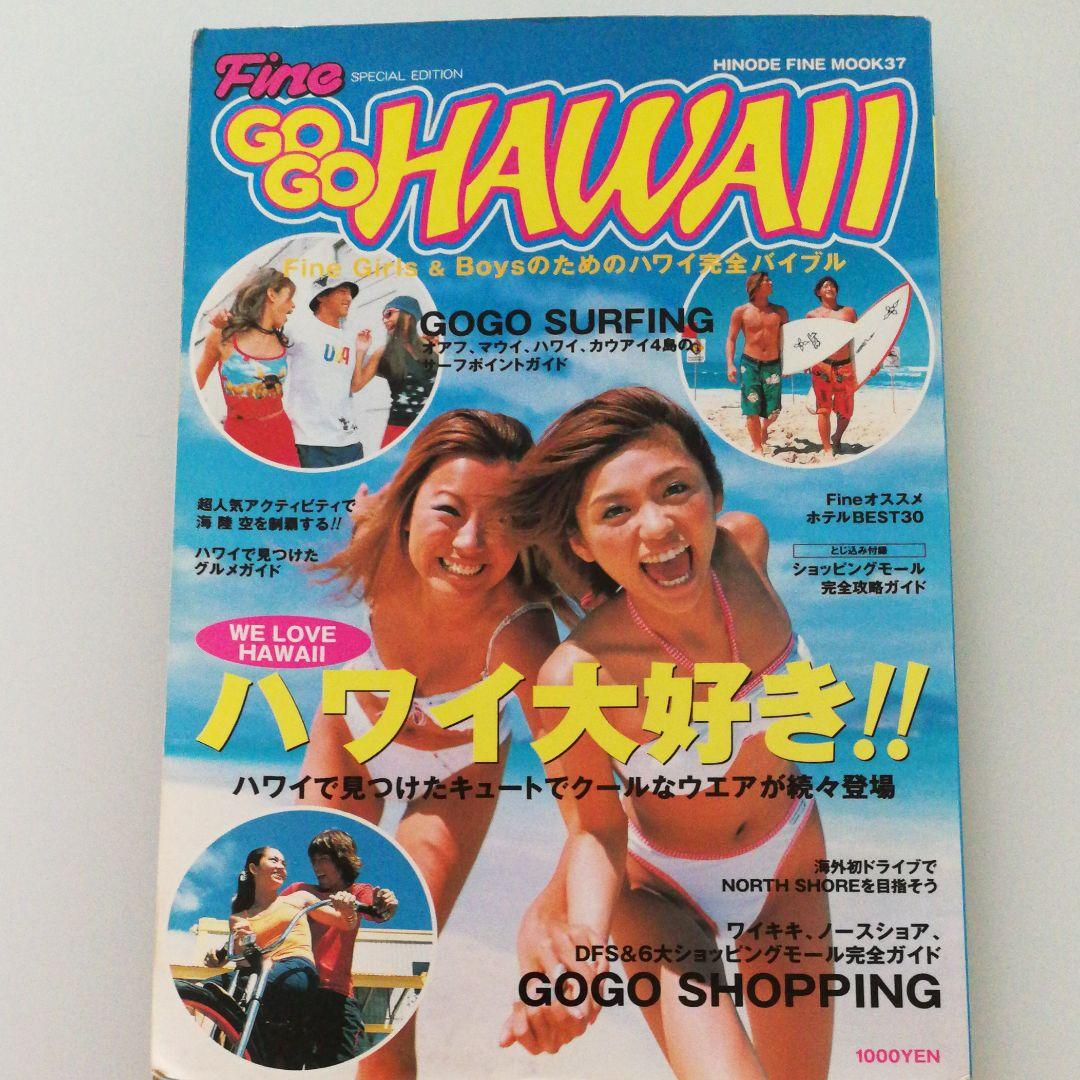 Fine SPECIAL EDITION
HINODE FINE MOOK37
GO GO HAWAII
Fine Girls & Boysのためのハワイ完全バイブル
GOGO SURFING
オアフ、マウイ、ハワイ、カウアイ4島の
サーフポイントガイド
超人気アクティビティで
海 陸 空を制覇する!!
ハワイで見つけた
グルメガイド
Fineオススメ
ホテルBEST30
とじ込み付録
ショッピングモール
完全攻略ガイド
WE LOVE
HAWAII
ハワイ大好き!!
ハワイで見つけたキュートでクールなウエアが続々登場
海外初ドライブで
NORTH SHOREを目指そう
ワイキキ、ノースショア、
DFS&6大ショッピングモール完全ガイド
GOGO SHOPPING
1000YEN